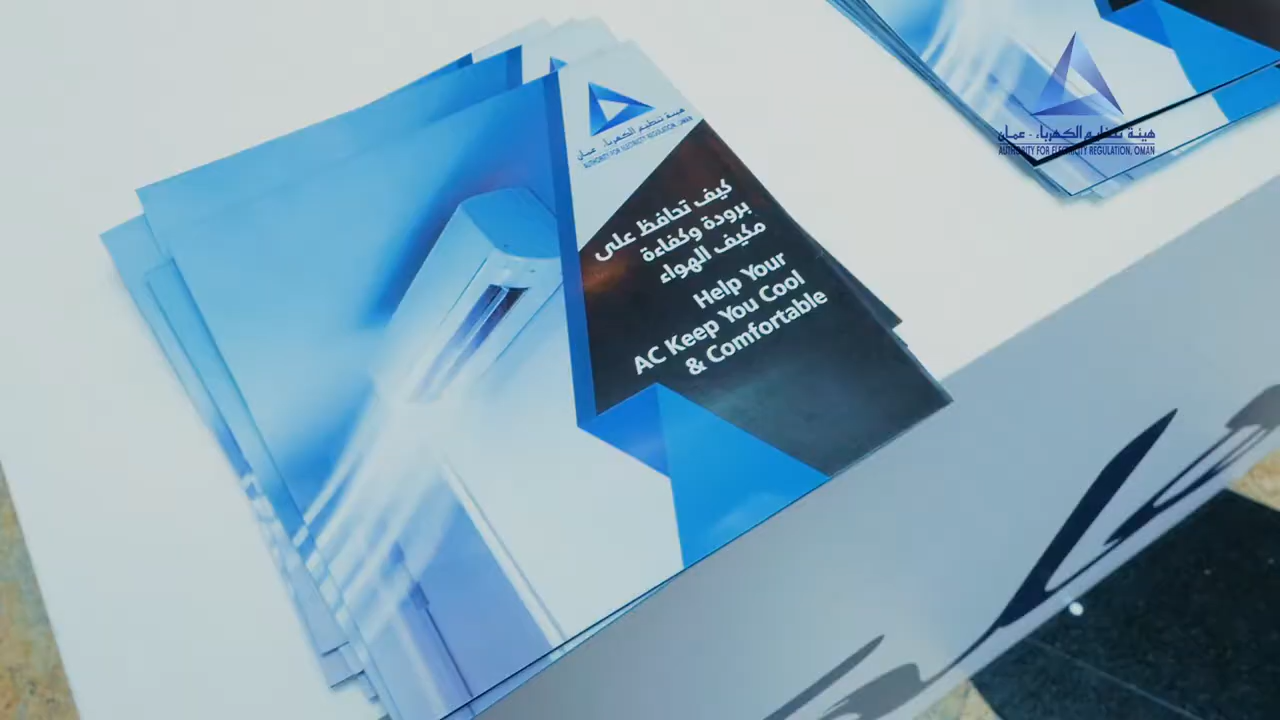 هيئة تنظيم الكهرباء - عمان
AUTHORITY FOR ELECTRICITY REGULATION, OMAN
كيف تحافظ على
برودة وكفاءة
مكيف الهواء
Help Your
AC Keep You Cool
& Comfortable
هيئة تنظيم الكهرباء - عمان
AUTHORITY FOR ELECTRICITY REGULATION, OMAN